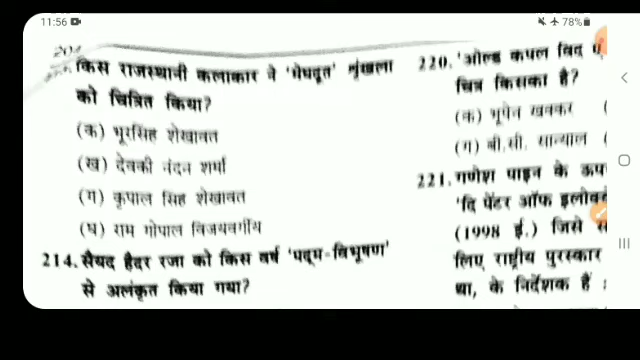 11:56
78%
204
किस राजस्थानी कलाकार ने 'मेघदूत' शृंखला
को चित्रित किया?
(क) भूरसिंह शेखावत
(ख) देवकी नंदन शर्मा
(ग) कृपाल सिंह शेखावत
(घ) राम गोपाल विजयवर्गीय
214. सैयद हैदर रजा को किस वर्ष 'पद्म-विभूषण'
से अलंकृत किया गया?
220. 'ओल्ड कपल विद ए
चित्र किसका है?
(क) भूपेन खक्कर (
(ग) बी.सी. सान्याल (
221. गणेश पाइन के ऊप
'दि पेंटर ऑफ इलोक्
(1998 ई.) जिसे स
लिए राष्ट्रीय पुरस्कार
था, के निर्देशक हैं :